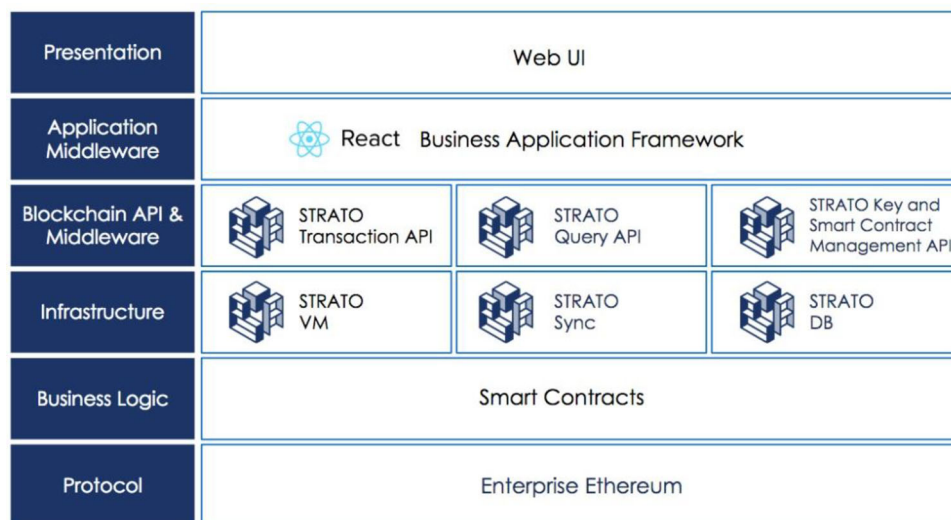 Presentation
Web UI
Application
Middleware
React Business Application Framework
Blockchain API &
Middleware
STRATO
Transaction API
STRATO
Query API
STRATO Key and
Smart Contract
Management API
Infrastructure
STRATO
VM
STRATO
Sync
STRATO
DB
Business Logic
Smart Contracts
Protocol
Enterprise Ethereum